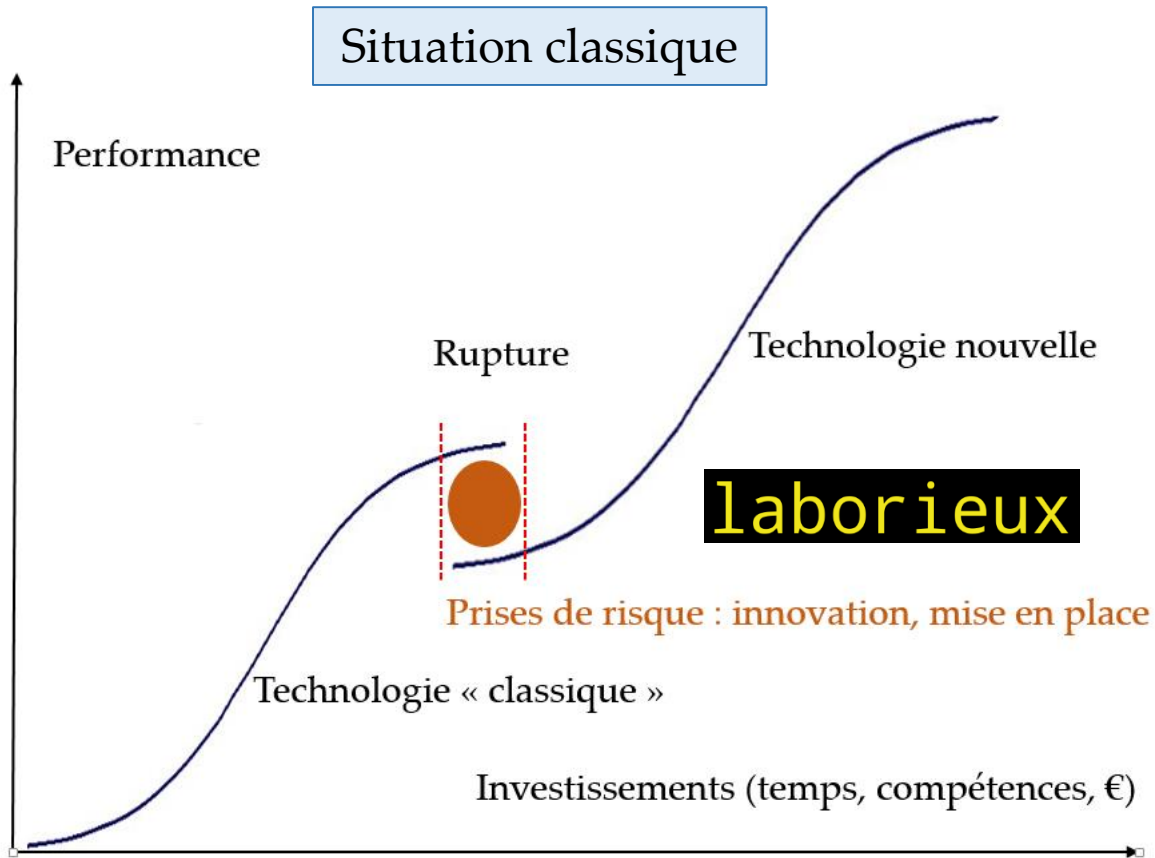 Situation classique
Performance
Technologie nouvelle
Rupture
laborieux
Prises de risque : innovation, mise en place
Technologie « classique »
Investissements (temps, compétences, €)